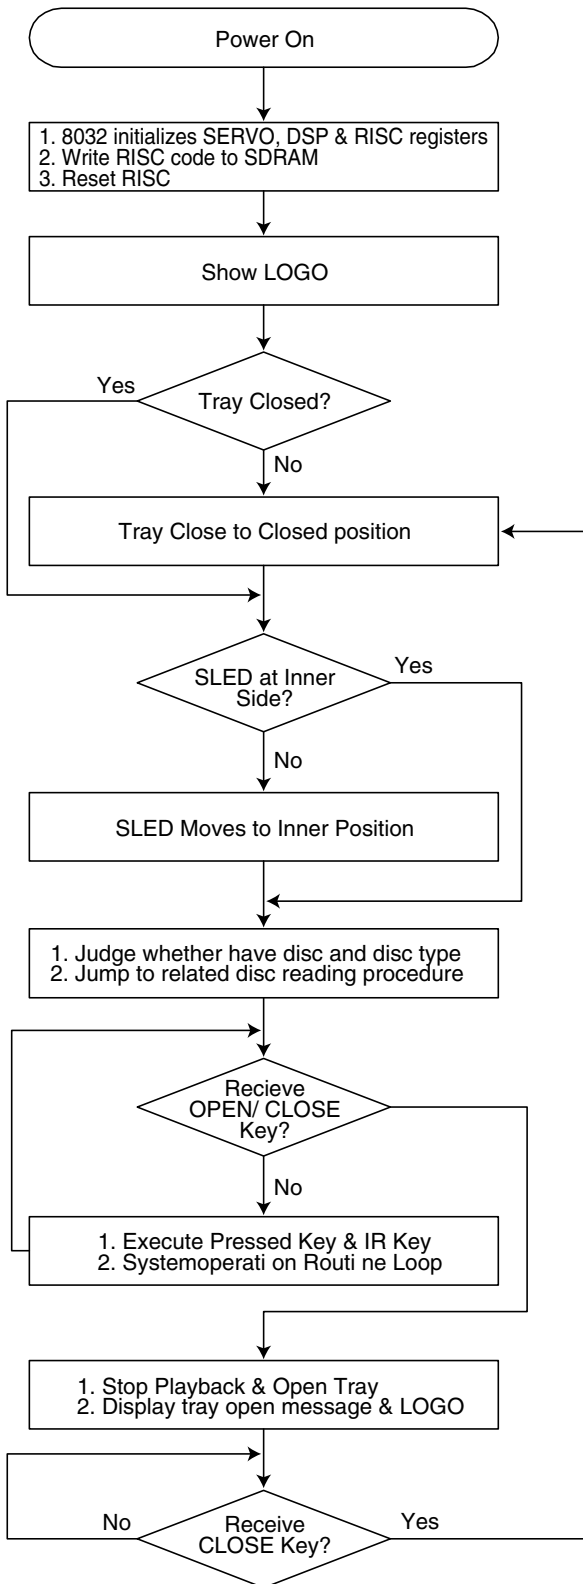 Power On
1. 8032 initializes SERVO, DSP & RISC registers
2. Write RISC code to SDRAM
3. Reset RISC
Show LOGO
Yes
Tray Closed?
No
Tray Close to Closed position
SLED at Inner
Side?
Yes
No
SLED Moves to Inner Position
1. Judge whether have disc and disc type
2. Jump to related disc reading procedure
Recieve
OPEN/ CLOSE
Key?
No
1. Execute Pressed Key & IR Key
2. Systemoperati on Routi ne Loop
1. Stop Playback & Open Tray
2. Display tray open message & LOGO
No
Receive
CLOSE Key?
Yes